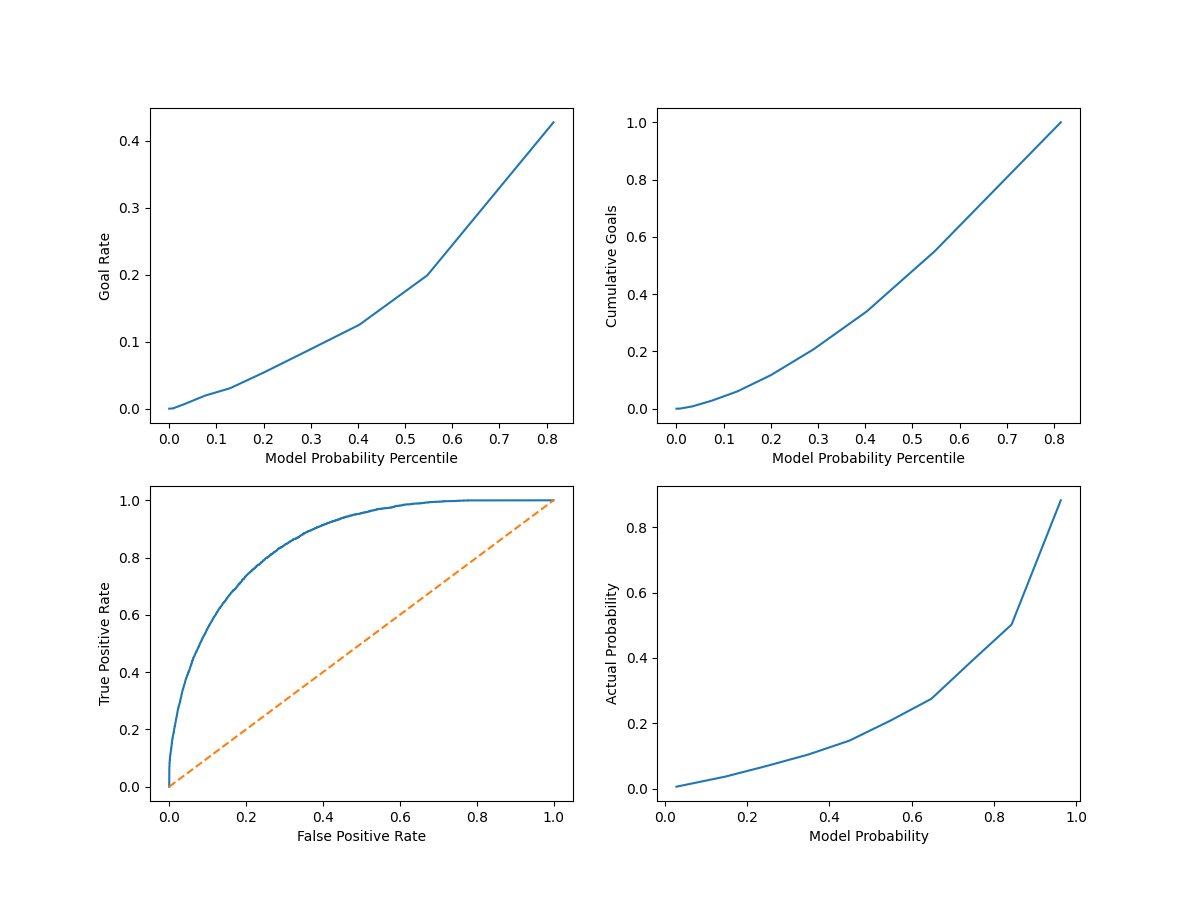 0.4
0.3
0.2
0.1
0.0
Goal Rate
0.0 0.1 0.2 0.3 0.4 0.5 0.6 0.7 0.8
Model Probability Percentile
1.0
0.8
0.6
0.4
0.2
0.0
Cumulative Goals
0.0 0.1 0.2 0.3 0.4 0.5 0.6 0.7 0.8
Model Probability Percentile
1.0
0.8
0.6
0.4
0.2
0.0
True Positive Rate
0.0 0.2 0.4 0.6 0.8 1.0
False Positive Rate
0.8
0.6
0.4
0.2
0.0
Actual Probability
0.0 0.2 0.4 0.6 0.8 1.0
Model Probability